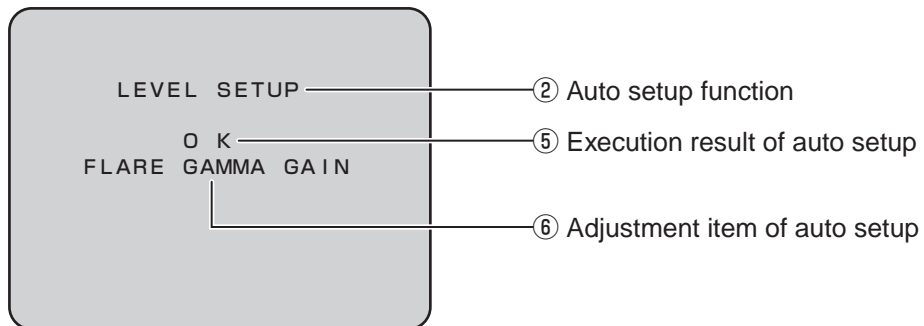 LEVEL SETUP
② Auto setup function
OK
⑤ Execution result of auto setup
FLARE GAMMA GAIN
⑥ Adjustment item of auto setup